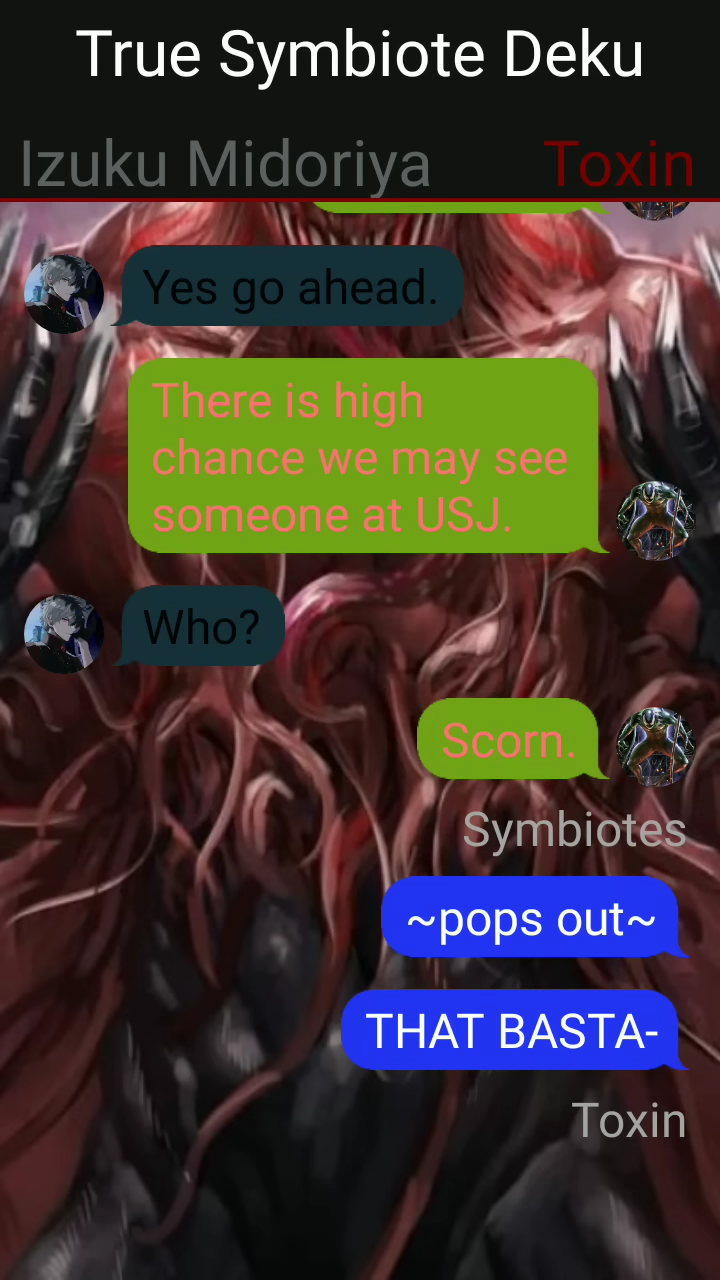 True Symbiote Deku
Izuku Midoriya Toxin
Yes go ahead.
There is high
chance we may see
someone at USJ.
Who?
Scorn.
Symbiotes
~pops out~
THAT BASTA-
Toxin